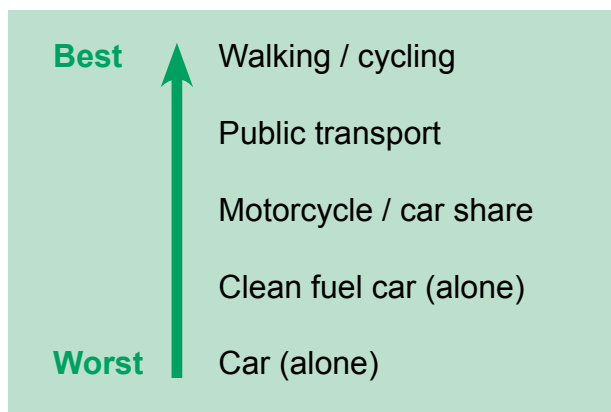 Best Walking / cycling
Public transport
Motorcycle / car share
Clean fuel car (alone)
Worst Car (alone)